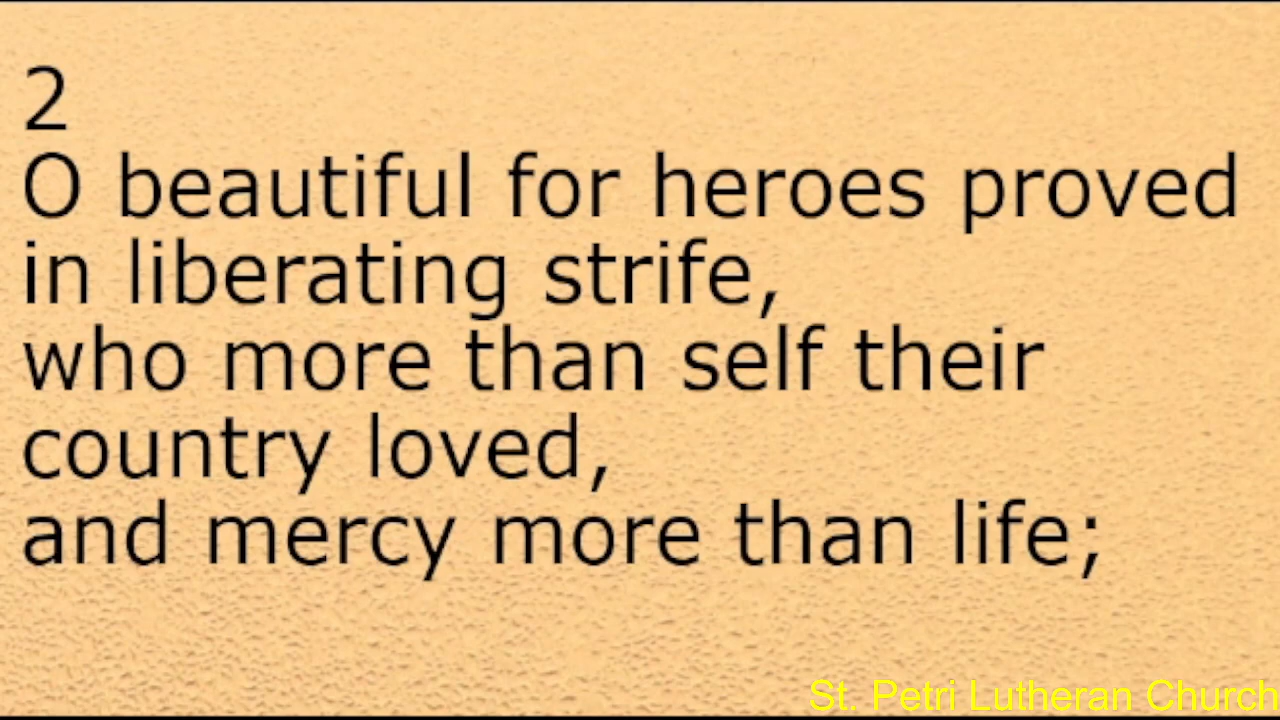 2
O beautiful for heroes proved
in liberating strife,
who more than self their
country loved,
and mercy more than life;
St. Petri Lutheran Church